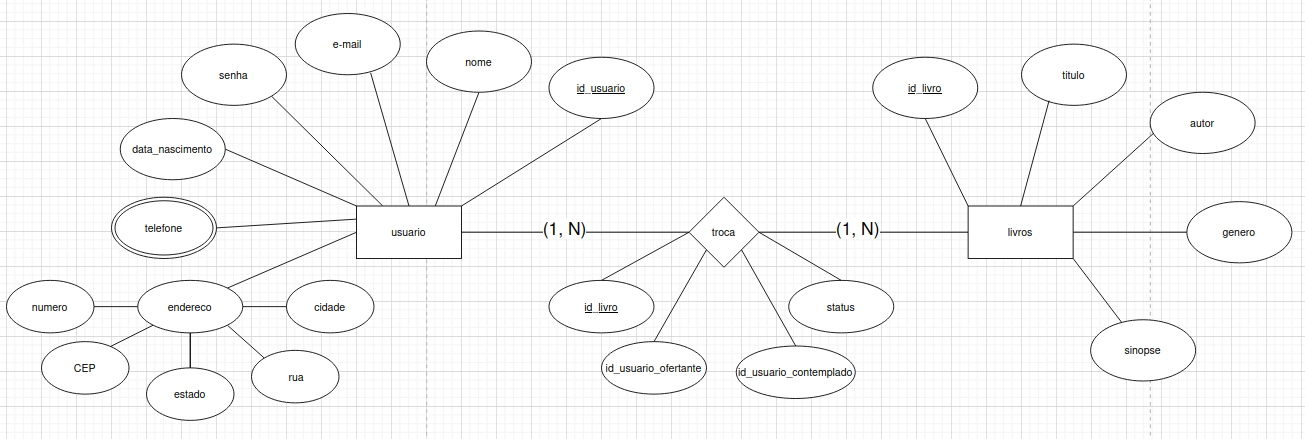 e-mail
nome
senha
id_usuario
id_livro
titulo
autor
data_nascimento
telefone
usuario
(1, N)
troca
(1, N)
livros
genero
numero
endereco
cidade
id_livro
status
sinopse
CEP
estado
rua
id_usuario_ofertante
id_usuario_contemplado